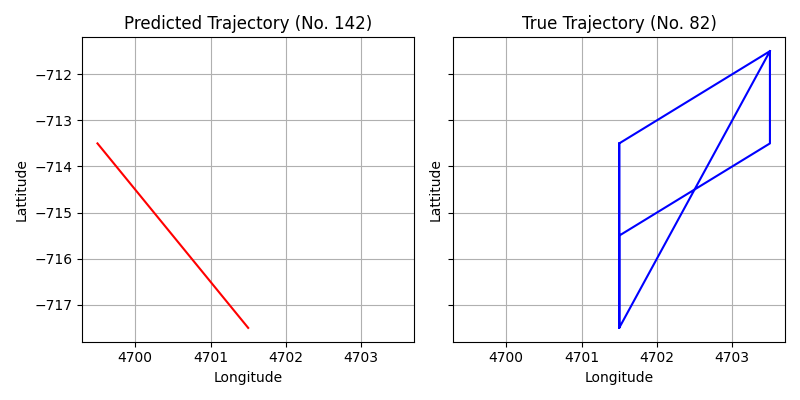 Predicted Trajectory (No. 142)
True Trajectory (No. 82)
Lattitude
−712
−713
−714
−715
−716
−717
4700
4701
4702
4703
Longitude
Lattitude
4700
4701
4702
4703
Longitude